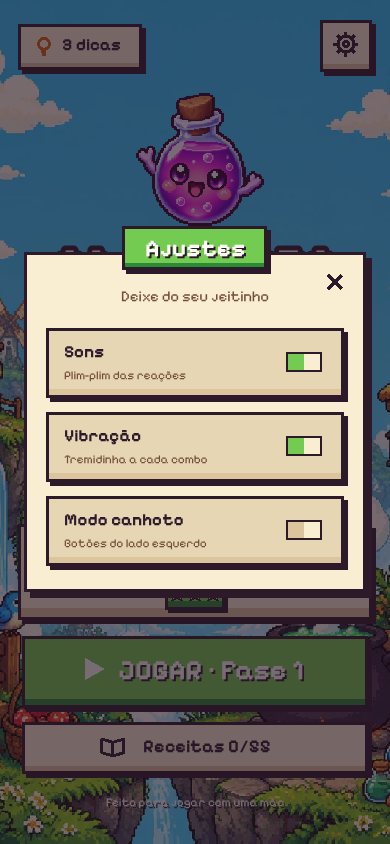 3 dicas
Ajustes
Deixe do seu jeitinho
Sons
Plim-plim das reações
Vibração
Tremidinha a cada combo
Modo canhoto
Botões do lado esquerdo
JOGAR · Fase 1
Receitas 0/55
Feito para jogar com uma mão